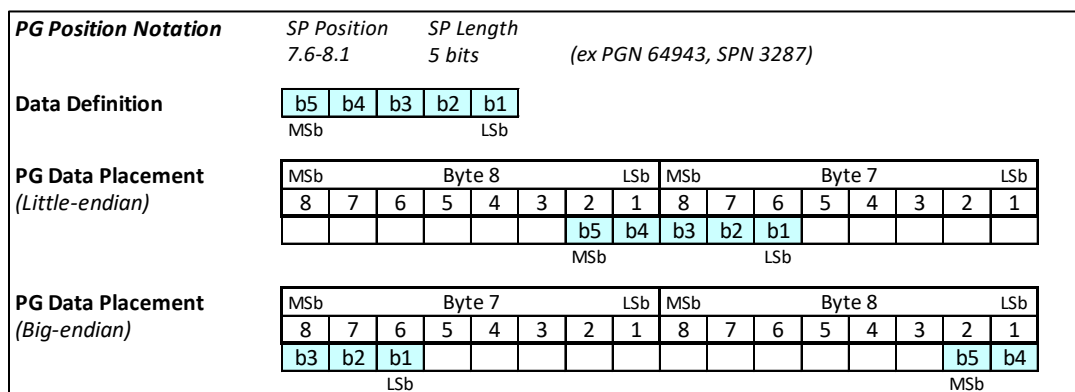 PG Position Notation SP Position SP Length
7.6-8.1 5 bits (ex PGN 64943, SPN 3287)
Data Definition b5 b4 b3 b2 b1
MSb LSb
PG Data Placement MSb Byte 8 LSb MSb Byte 7 LSb
(Little-endian) 8 7 6 5 4 3 2 1 8 7 6 5 4 3 2 1
b5 b4 b3 b2 b1
MSb LSb
PG Data Placement MSb Byte 7 LSb MSb Byte 8 LSb
(Big-endian) 8 7 6 5 4 3 2 1 8 7 6 5 4 3 2 1
b3 b2 b1 b5 b4
LSb MSb